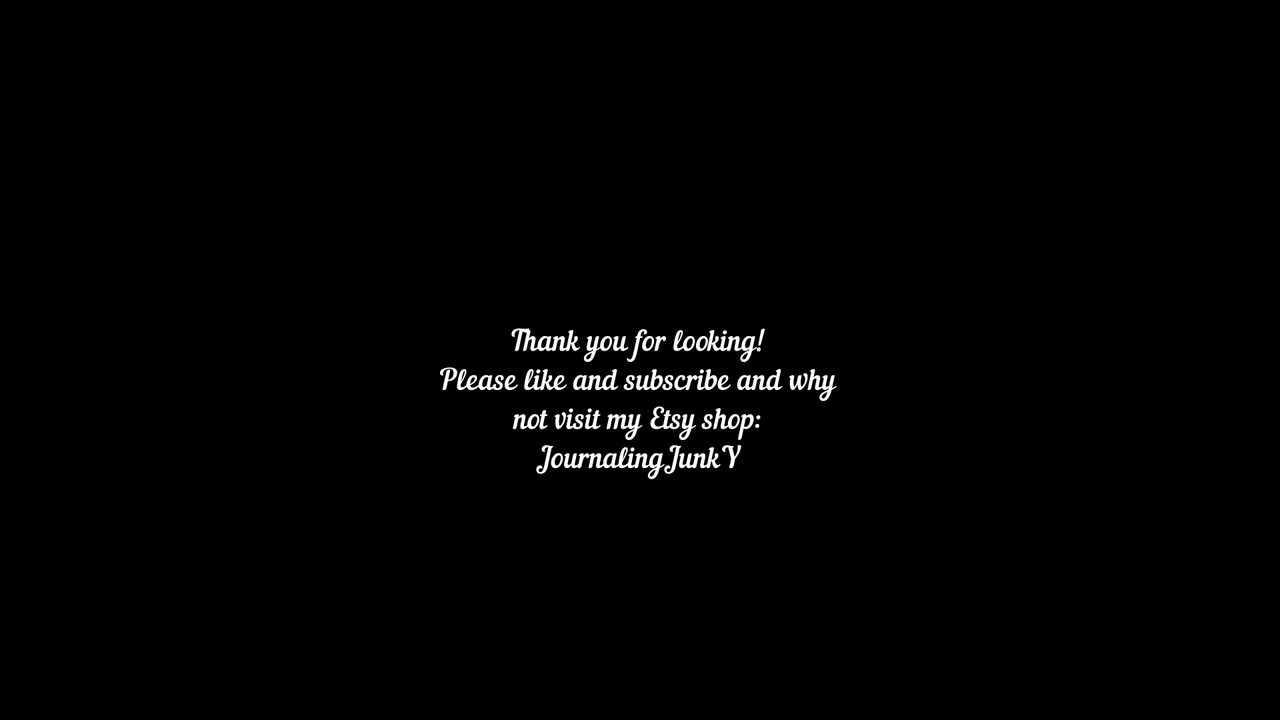 Thank you for looking!
Please like and subscribe and why
not visit my Etsy shop:
JournalingJunkY